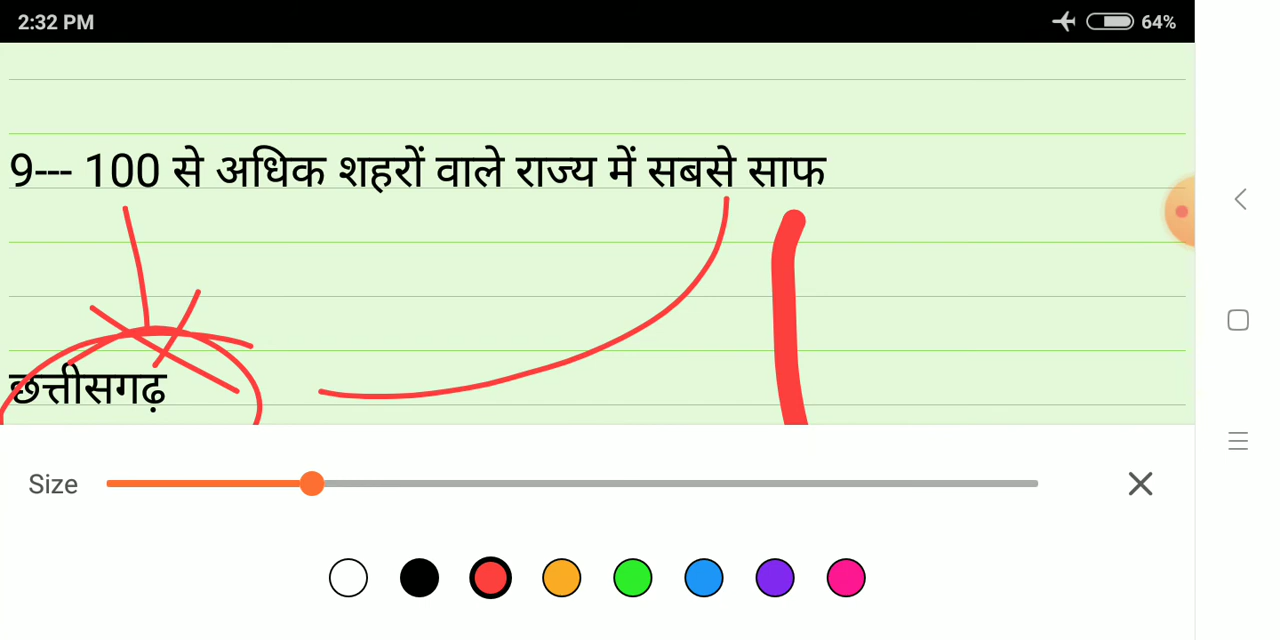 2:32 PM
64%
9--- 100 से अधिक शहरों वाले राज्य में सबसे साफ
छत्तीसगढ़
Size